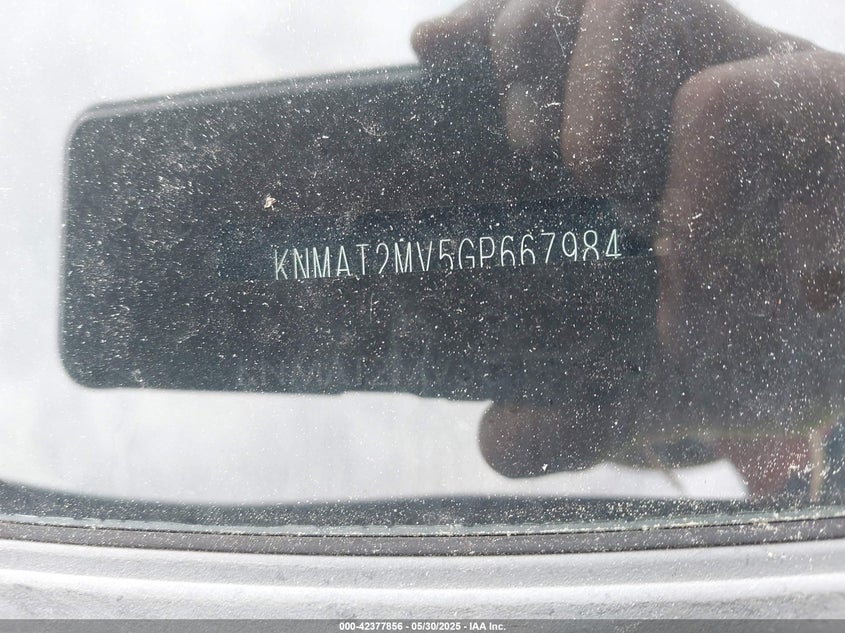 KNMAT2MV5GP667984
000-42377856 - 05/30/2025 - IAA Inc.